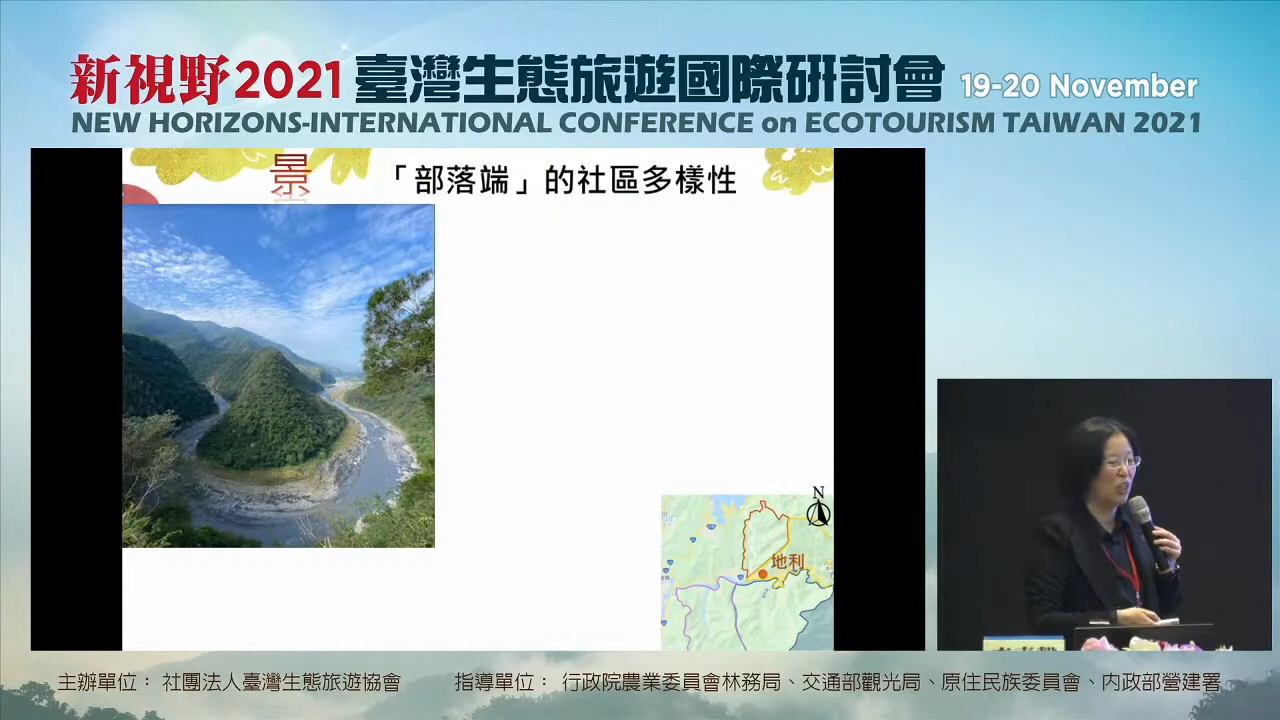 新視野2021臺灣生態旅遊國際研討會 19-20 November
NEW HORIZONS-INTERNATIONAL CONFERENCE on ECOTOURISM TAIWAN 2021
景
「部落端」的社區多樣性
N
地利
主辦單位： 社團法人臺灣生態旅遊協會 指導單位： 行政院農業委員會林務局、交通部觀光局、原住民族委員會、內政部營建署